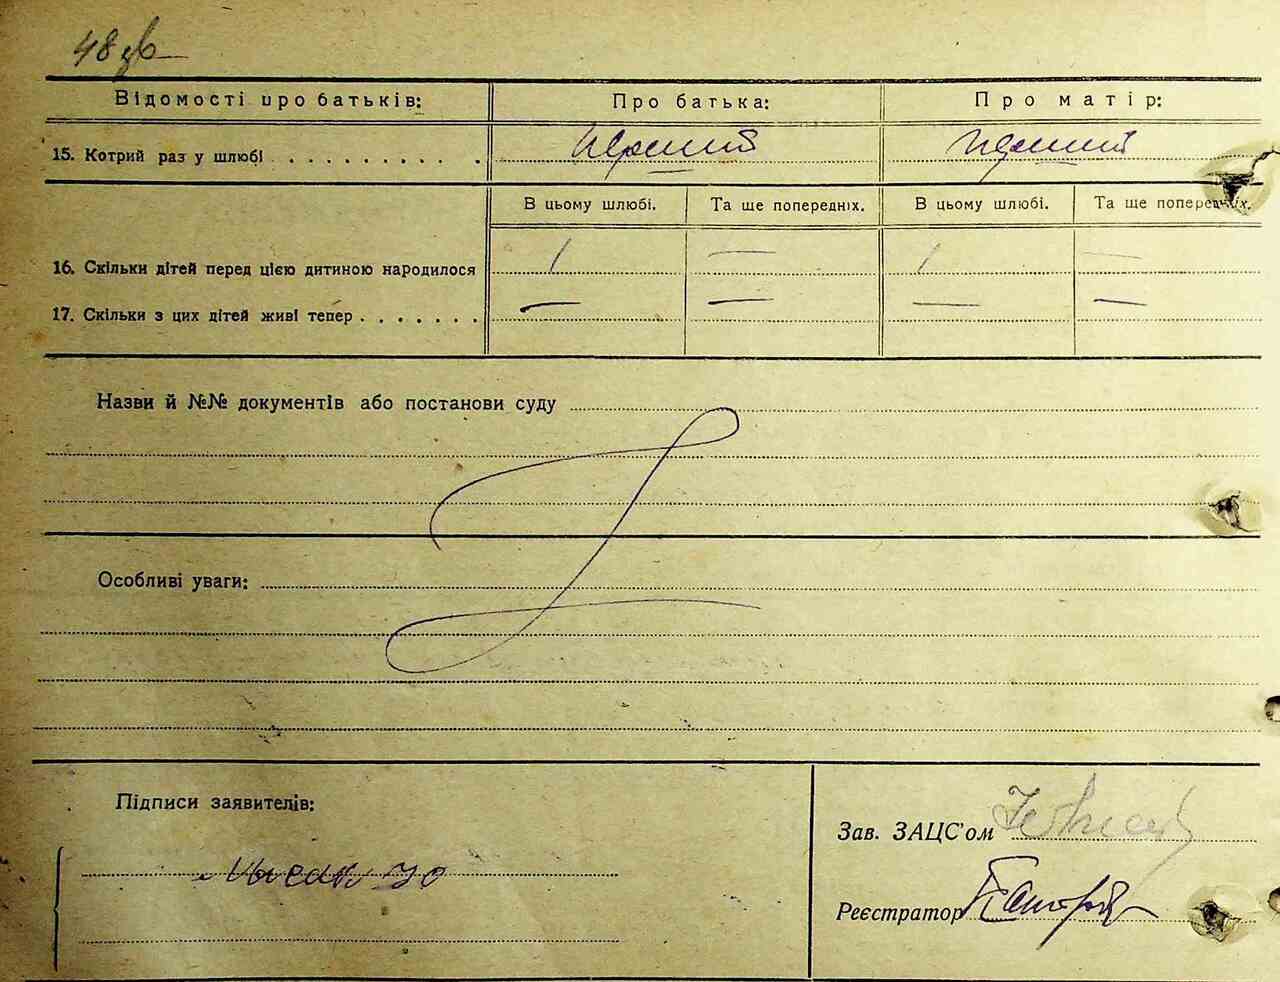 48 зв
Відомості про батьків: Про батька: Про матір:
15. Котрий раз у шлюбі . . . . . . . . . . Перший Перший
В цьому шлюбі. Та ще попередніх. В цьому шлюбі. Та ще попередніх.
16. Скільки дітей перед цією дитиною народилося 1 — 1 —
17. Скільки з цих дітей живі тепер . . . . . . . — — — —
Назви й №№ документів або постанови суду
Особливі уваги:
Підписи заявителів:
Зав. ЗАЦС'ом
Реєстратор